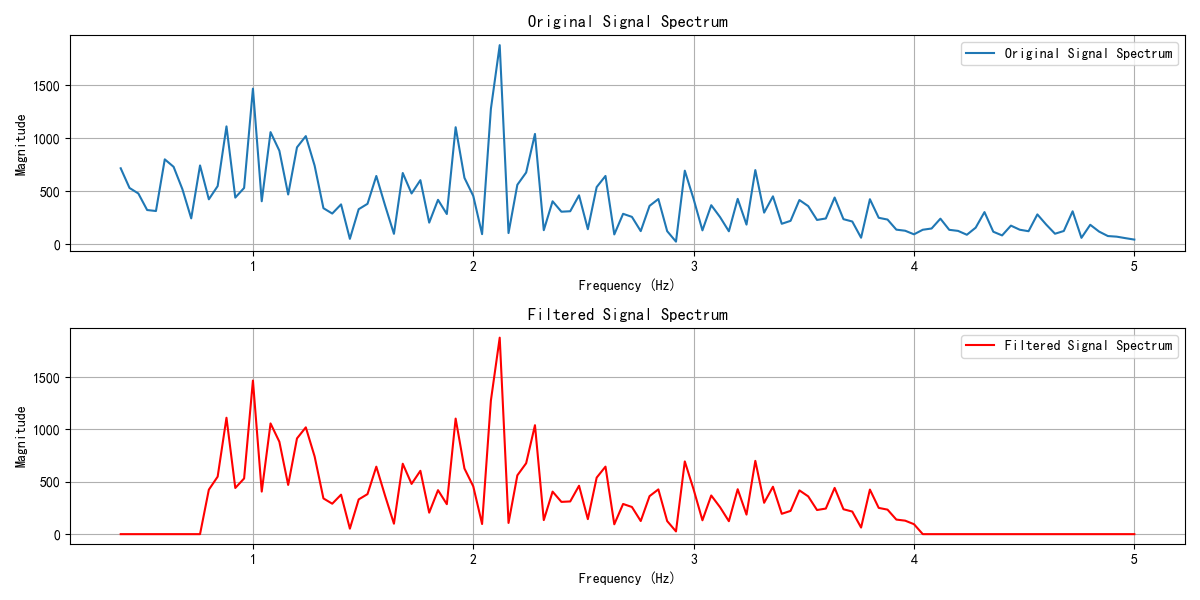 Original Signal Spectrum
Original Signal Spectrum
Magnitude
1500
1000
500
0
1 2 3 4 5
Frequency (Hz)
Filtered Signal Spectrum
Filtered Signal Spectrum
Magnitude
1500
1000
500
0
1 2 3 4 5
Frequency (Hz)